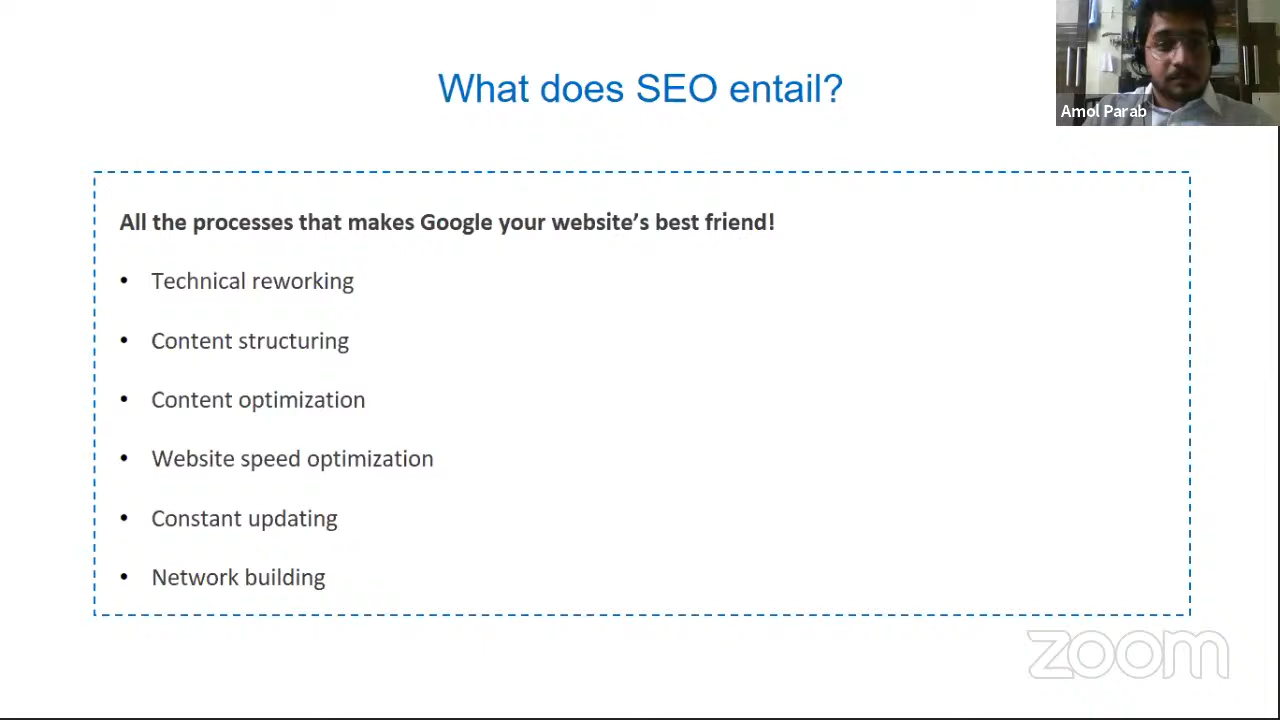 What does SEO entail?
Amol Parab
All the processes that makes Google your website’s best friend!
• Technical reworking
• Content structuring
• Content optimization
• Website speed optimization
• Constant updating
• Network building
zoom